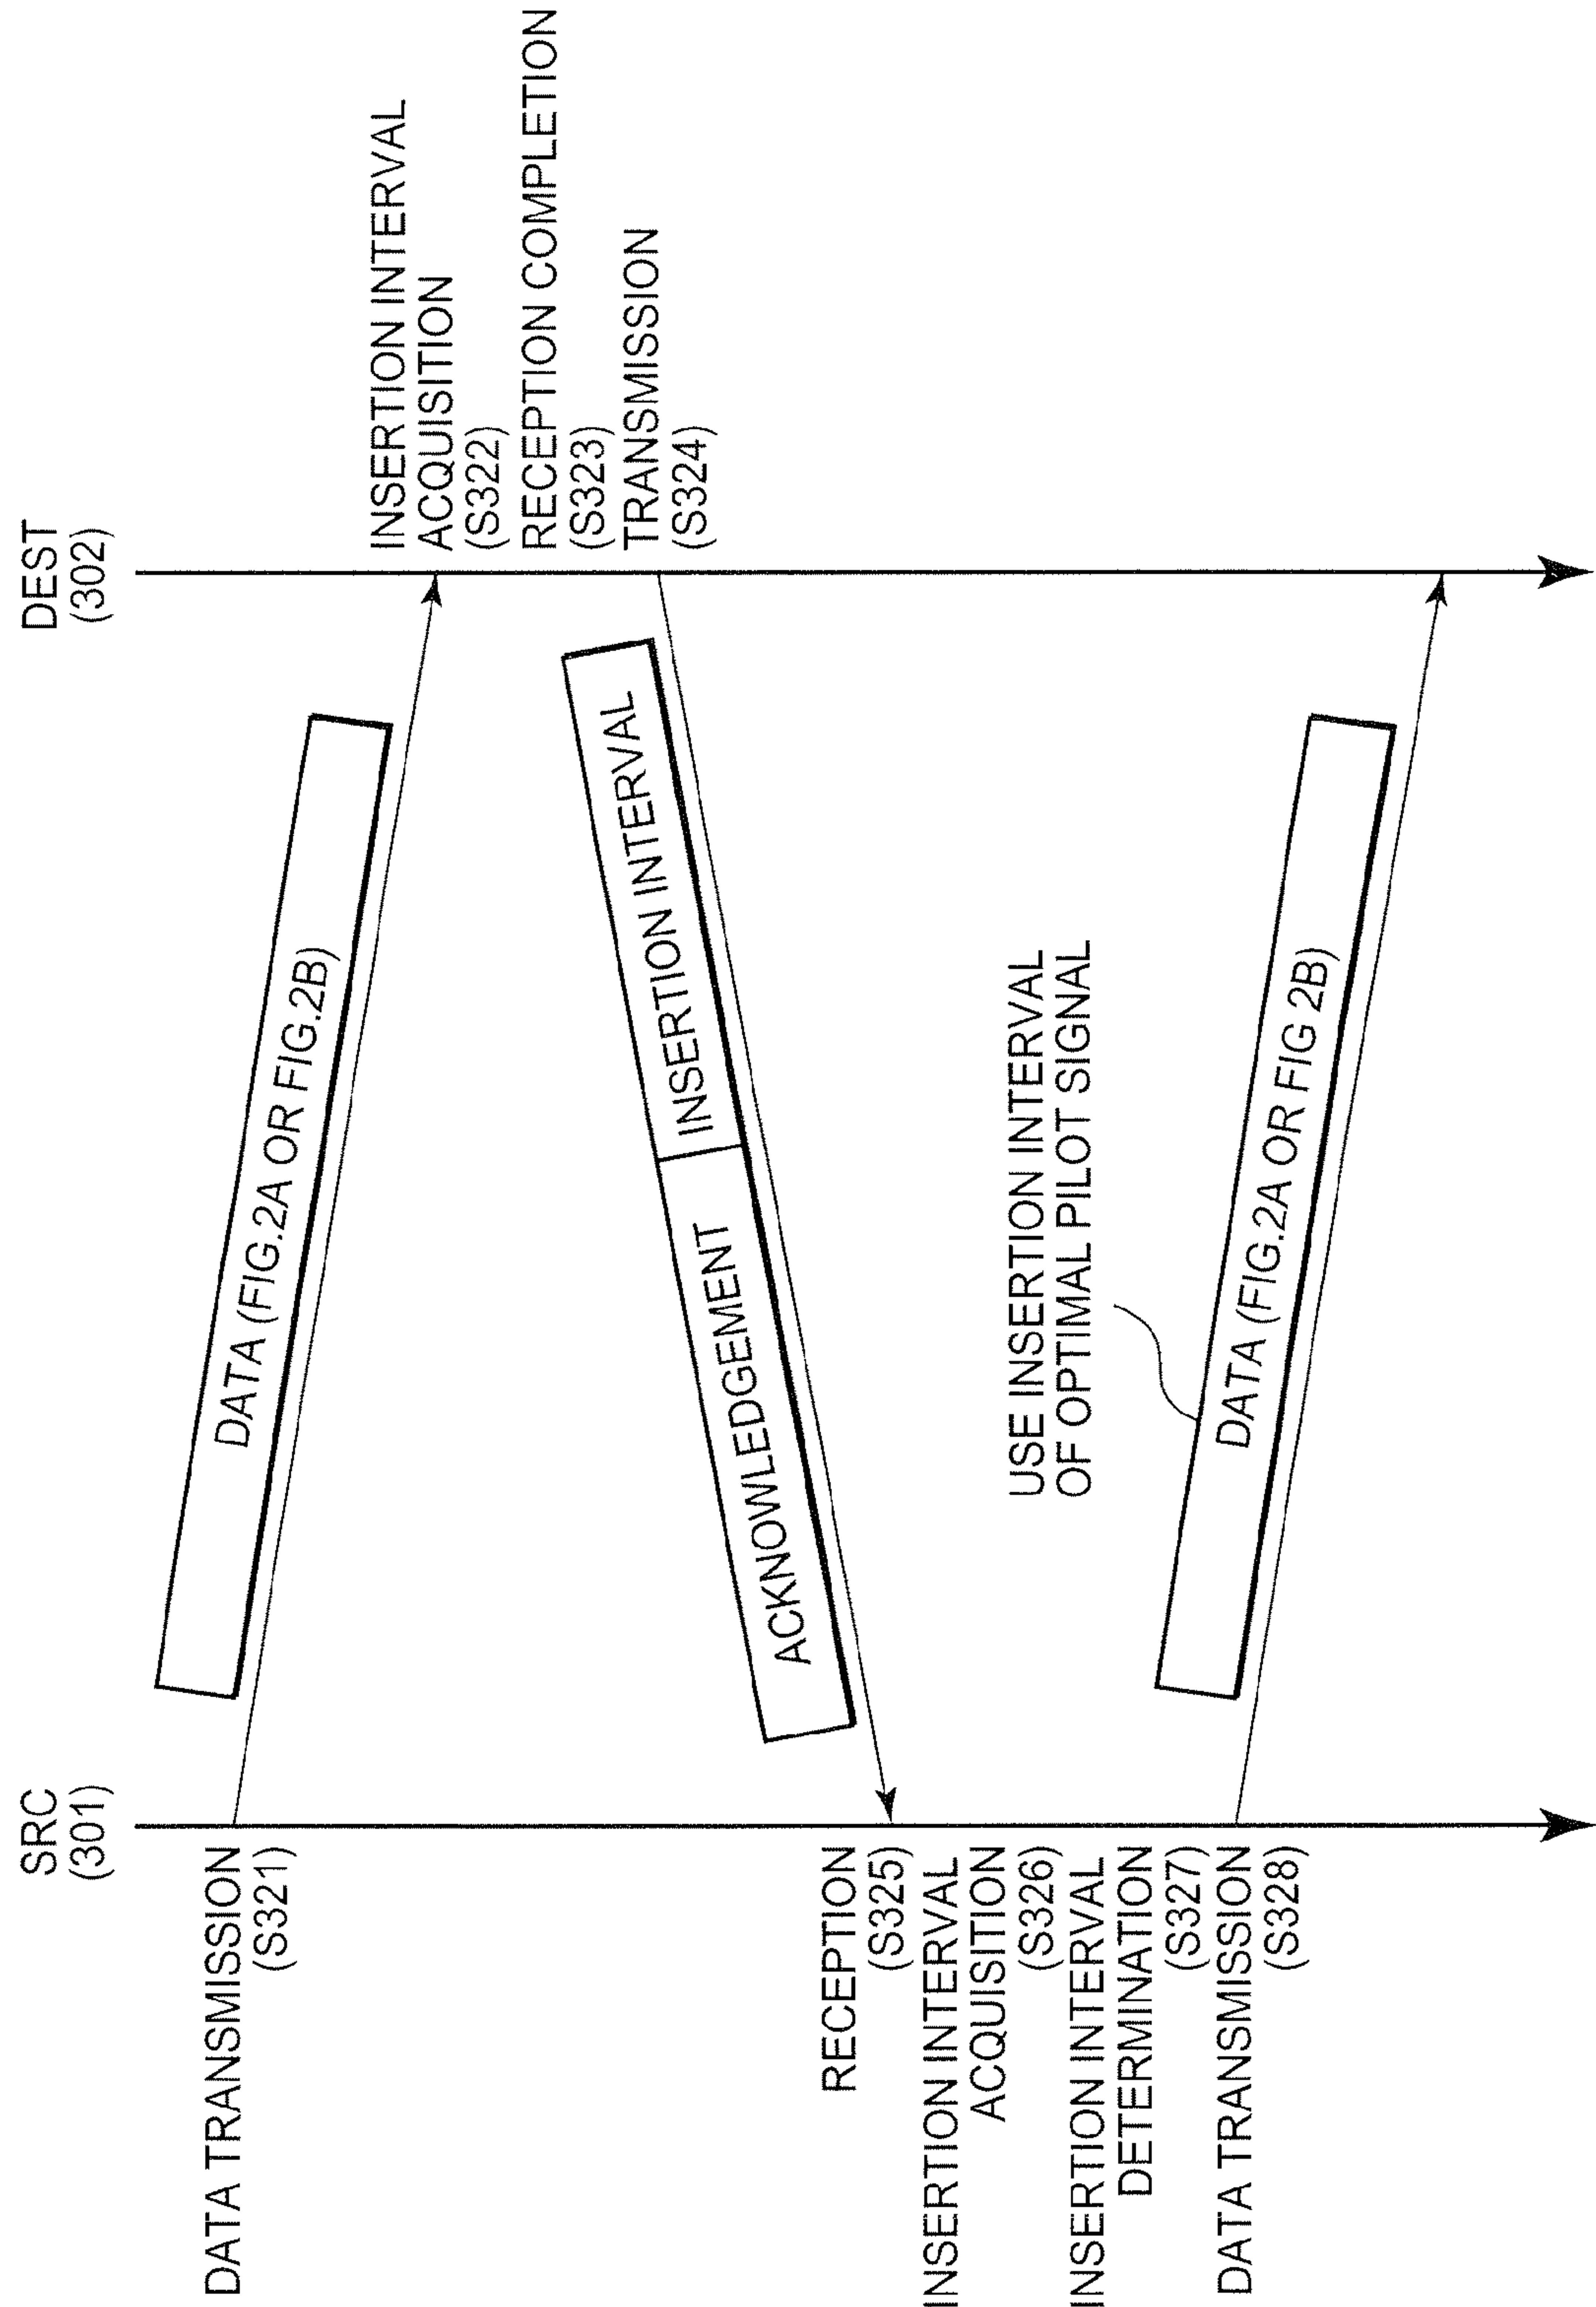 SRC
(301)
DEST
(302)
DATA TRANSMISSION
(S321)
DATA (FIG.2A OR FIG.2B)
INSERTION INTERVAL
ACQUISITION
(S322)
RECEPTION COMPLETION
(S323)
TRANSMISSION
(S324)
ACKNOWLEDGEMENT
INSERTION INTERVAL
RECEPTION
(S325)
INSERTION INTERVAL
ACQUISITION
(S326)
INSERTION INTERVAL
DETERMINATION
(S327)
DATA TRANSMISSION
(S328)
USE INSERTION INTERVAL
OF OPTIMAL PILOT SIGNAL
DATA (FIG.2A OR FIG 2B)